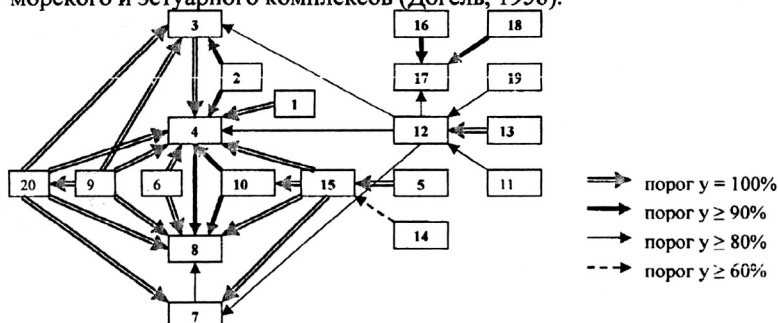 морского и эстуарного комплексов (Догель, 1958).
3 16 18
2 17 19
1
4 12 13
20 9 6 10 15 5 11
14
8
7
порог у = 100%
порог у ≥ 90%
порог у ≥ 80%
порог у ≥ 60%